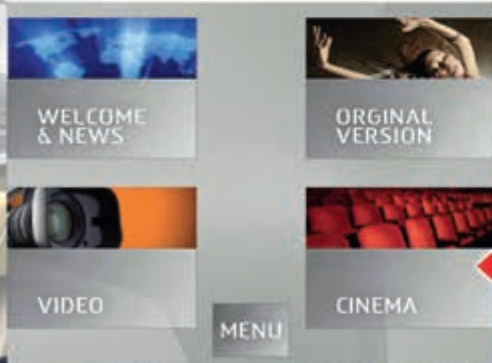 WELCOME
& NEWS
ORGINAL
VERSION
VIDEO
CINEMA
MENU